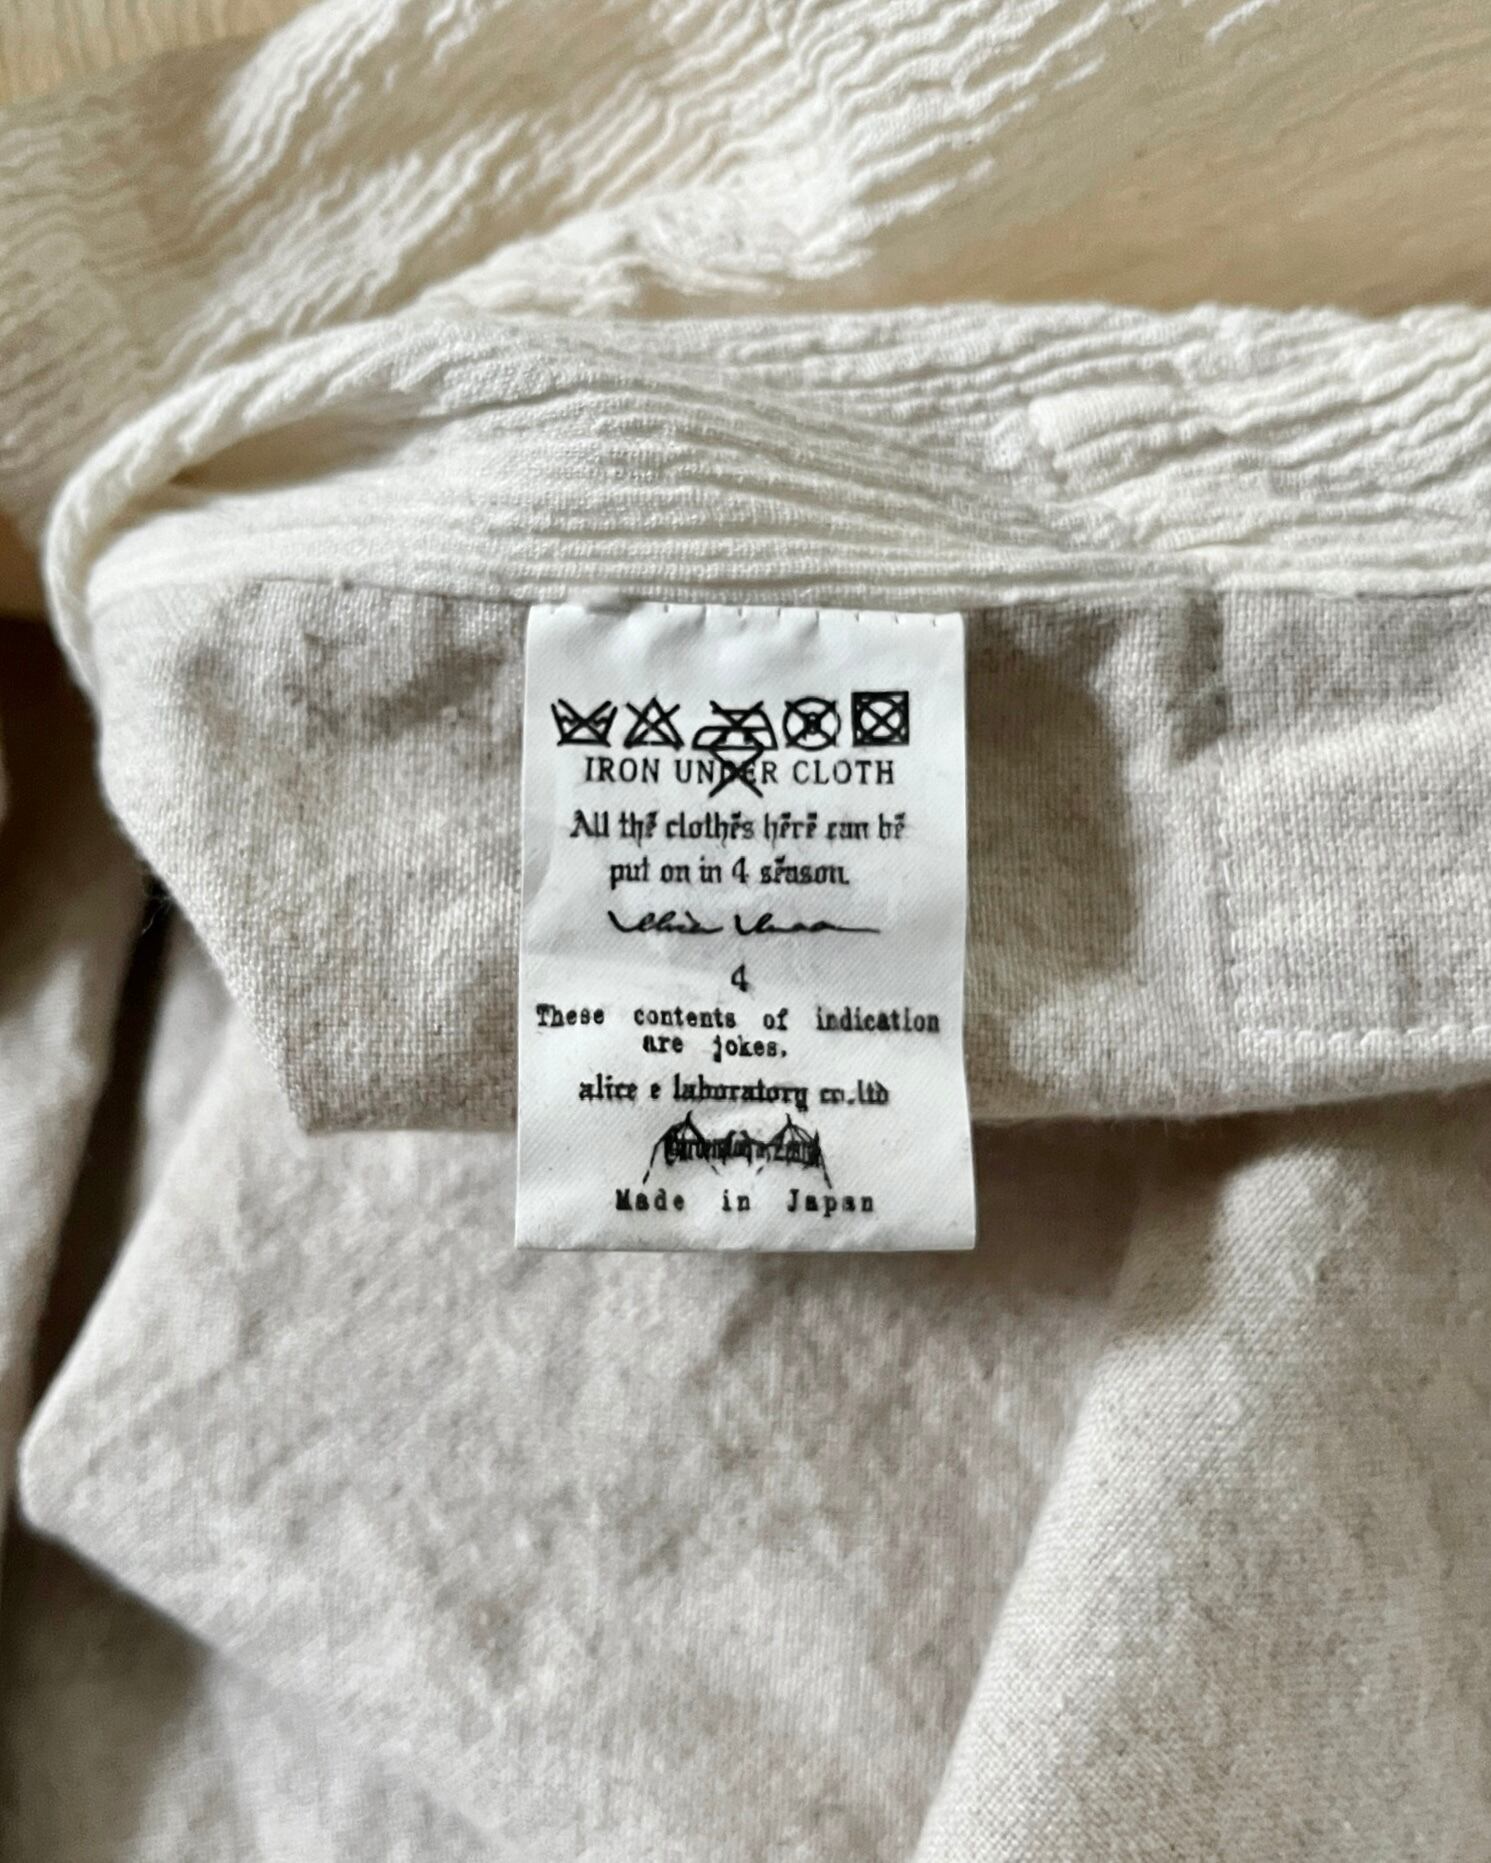 IRON UNDER CLOTH
All the clothes here can be
put on in 4 season.
4
These contents of indication
are jokes.
alice e laboratory co.ltd
Made in Japan